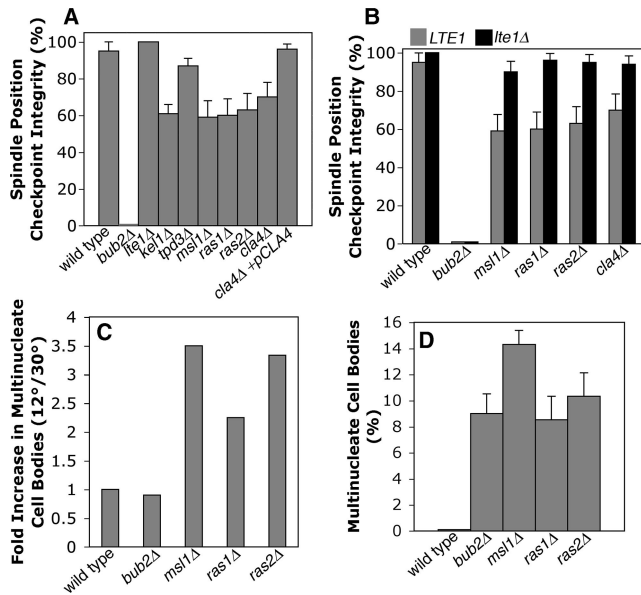 A
Spindle Position
Checkpoint Integrity (%)
100
80
60
40
20
0
wild type
bub2Δ
lte1Δ
kel1Δ
tpd3Δ
msl1Δ
ras1Δ
ras2Δ
cla4Δ
cla4Δ +pCLA4
B
LTE1
lte1Δ
Spindle Position
Checkpoint Integrity (%)
100
80
60
40
20
0
wild type
bub2Δ
msl1Δ
ras1Δ
ras2Δ
cla4Δ
C
Fold Increase in Multinucleate
Cell Bodies (12°/30°)
4
3.5
3
2.5
2
1.5
1
0.5
0
wild type
bub2Δ
msl1Δ
ras1Δ
ras2Δ
D
Multinucleate Cell Bodies
(%)
16
14
12
10
8
6
4
2
0
wild type
bub2Δ
msl1Δ
ras1Δ
ras2Δ